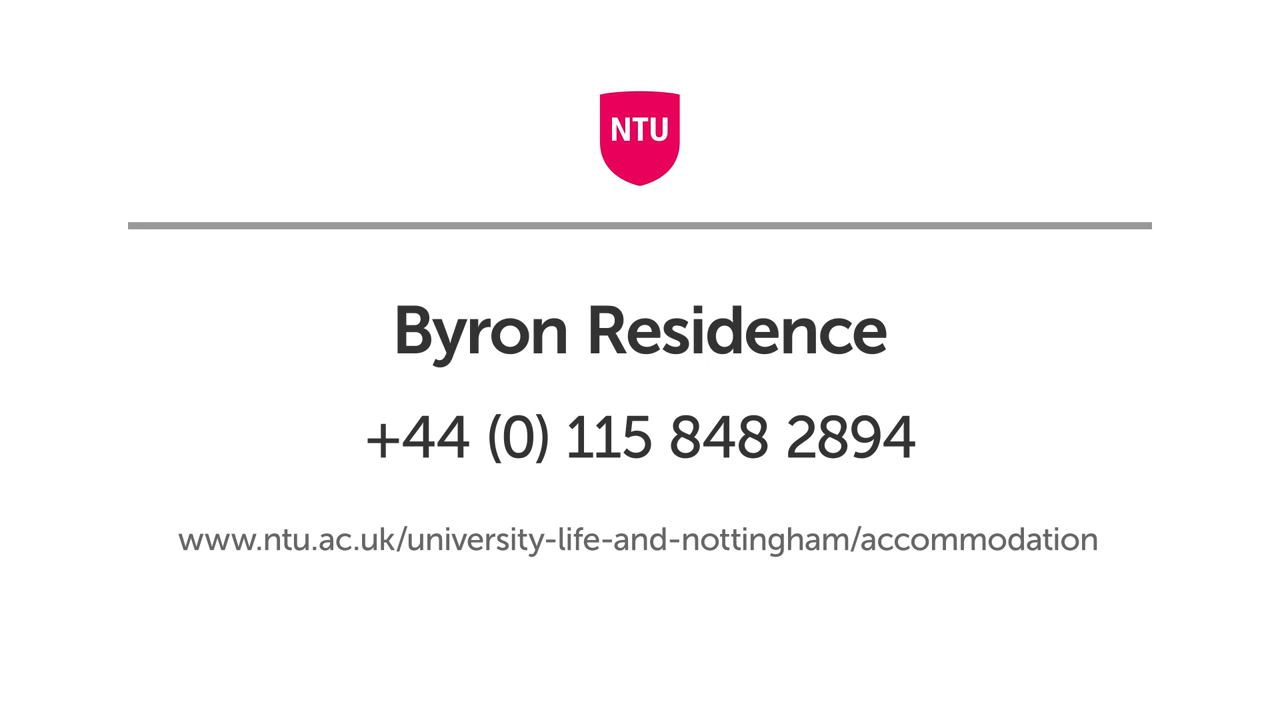 NTU
Byron Residence
+44 (0) 115 848 2894
www.ntu.ac.uk/university-life-and-nottingham/accommodation